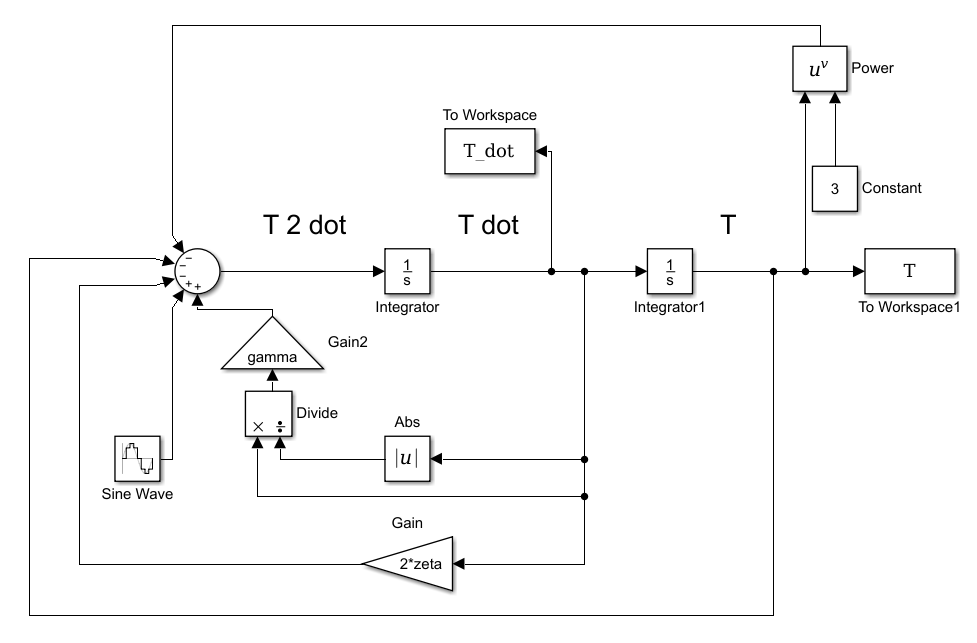 u^v
Power
To Workspace
T_dot
3
Constant
T 2 dot
T dot
T
−
−
−
+
+
1
s
Integrator
1
s
Integrator1
T
To Workspace1
gamma
Gain2
× ÷
Divide
Abs
|u|
Sine Wave
Gain
2*zeta